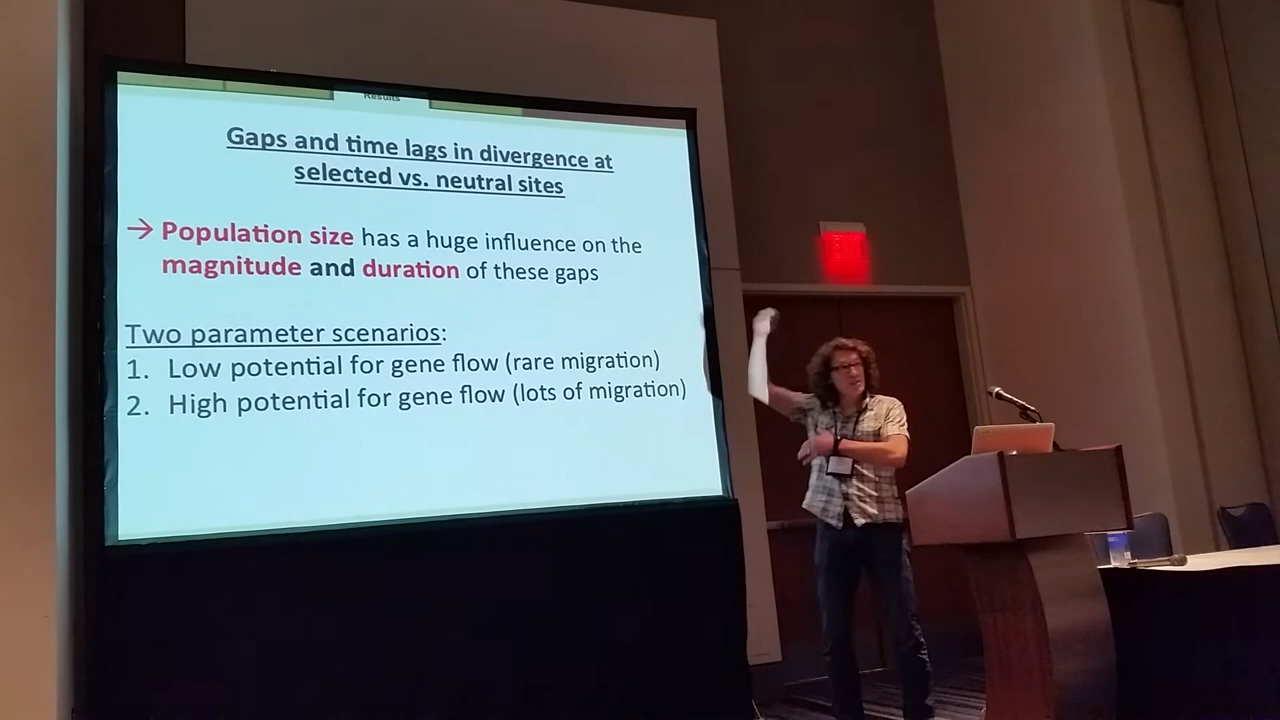 Results
Gaps and time lags in divergence at
selected vs. neutral sites
→ Population size has a huge influence on the
magnitude and duration of these gaps
Two parameter scenarios:
1. Low potential for gene flow (rare migration)
2. High potential for gene flow (lots of migration)